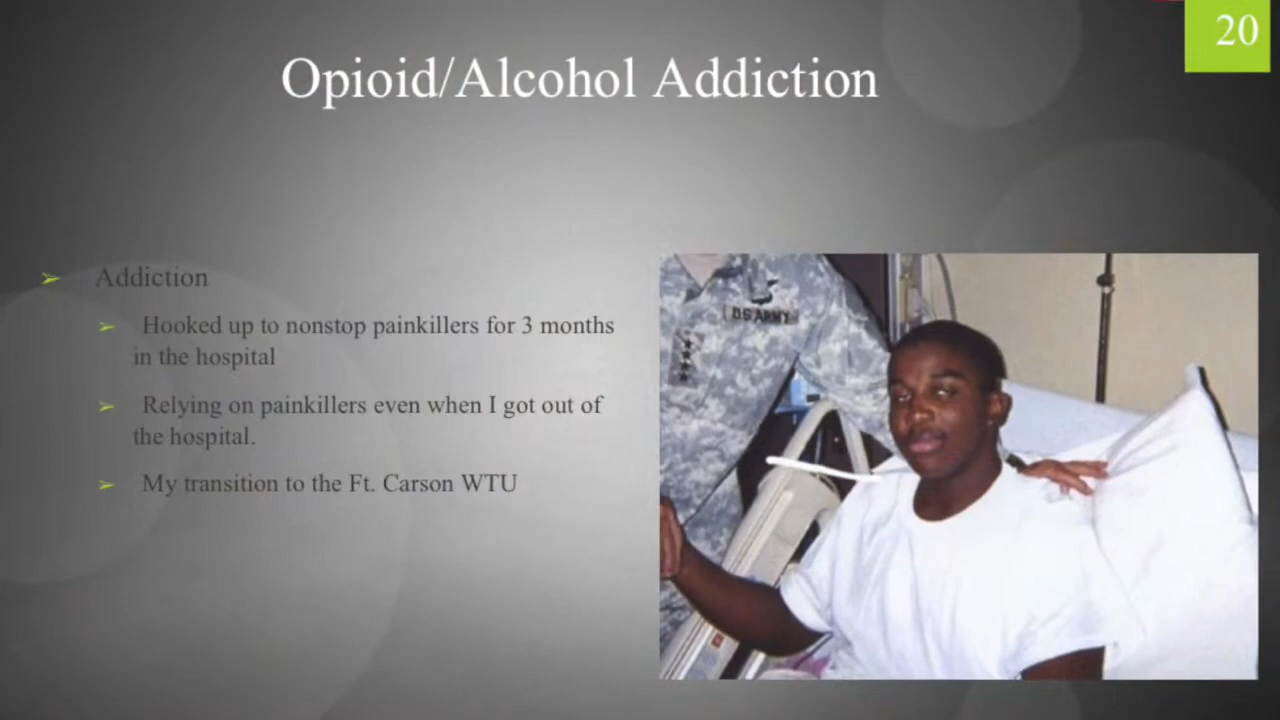 20
Opioid/Alcohol Addiction
➢ Addiction
➢ Hooked up to nonstop painkillers for 3 months
in the hospital
➢ Relying on painkillers even when I got out of
the hospital.
➢ My transition to the Ft. Carson WTU
U.S. ARMY